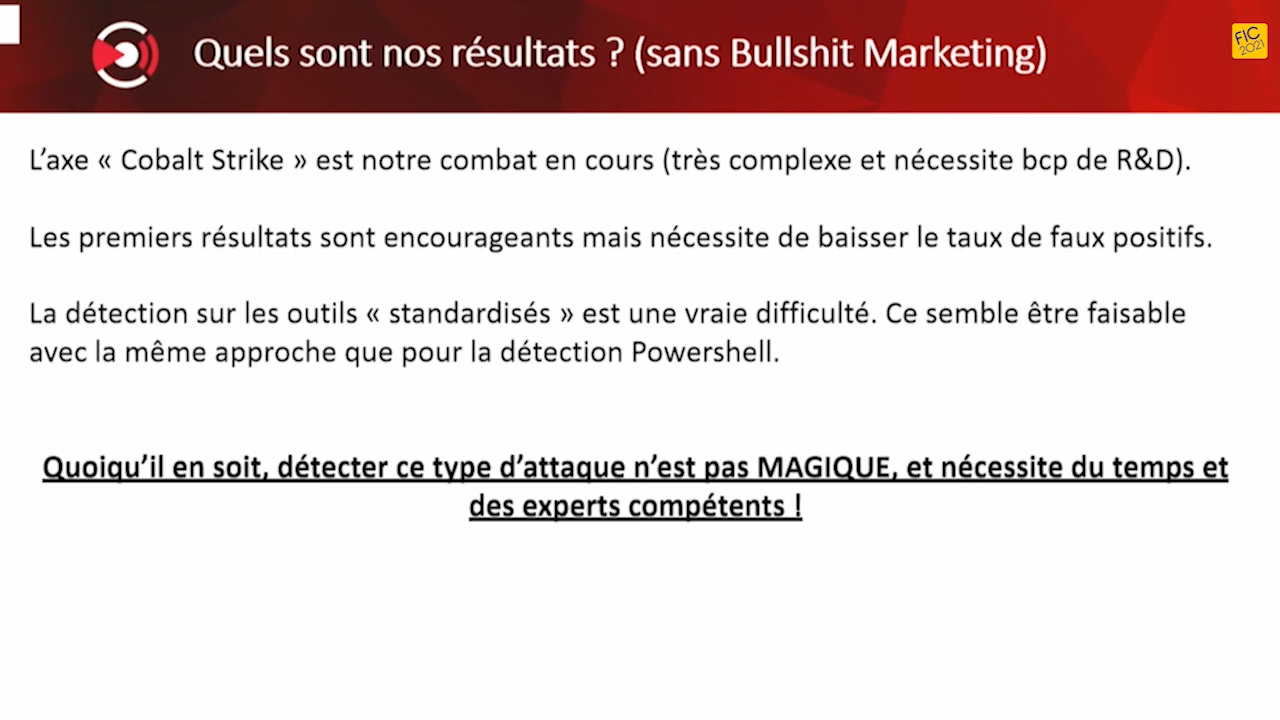 Quels sont nos résultats ? (sans Bullshit Marketing)
FIC
2021
L’axe « Cobalt Strike » est notre combat en cours (très complexe et nécessite bcp de R&D).
Les premiers résultats sont encourageants mais nécessite de baisser le taux de faux positifs.
La détection sur les outils « standardisés » est une vraie difficulté. Ce semble être faisable
avec la même approche que pour la détection Powershell.
Quoiqu’il en soit, détecter ce type d’attaque n’est pas MAGIQUE, et nécessite du temps et
des experts compétents !